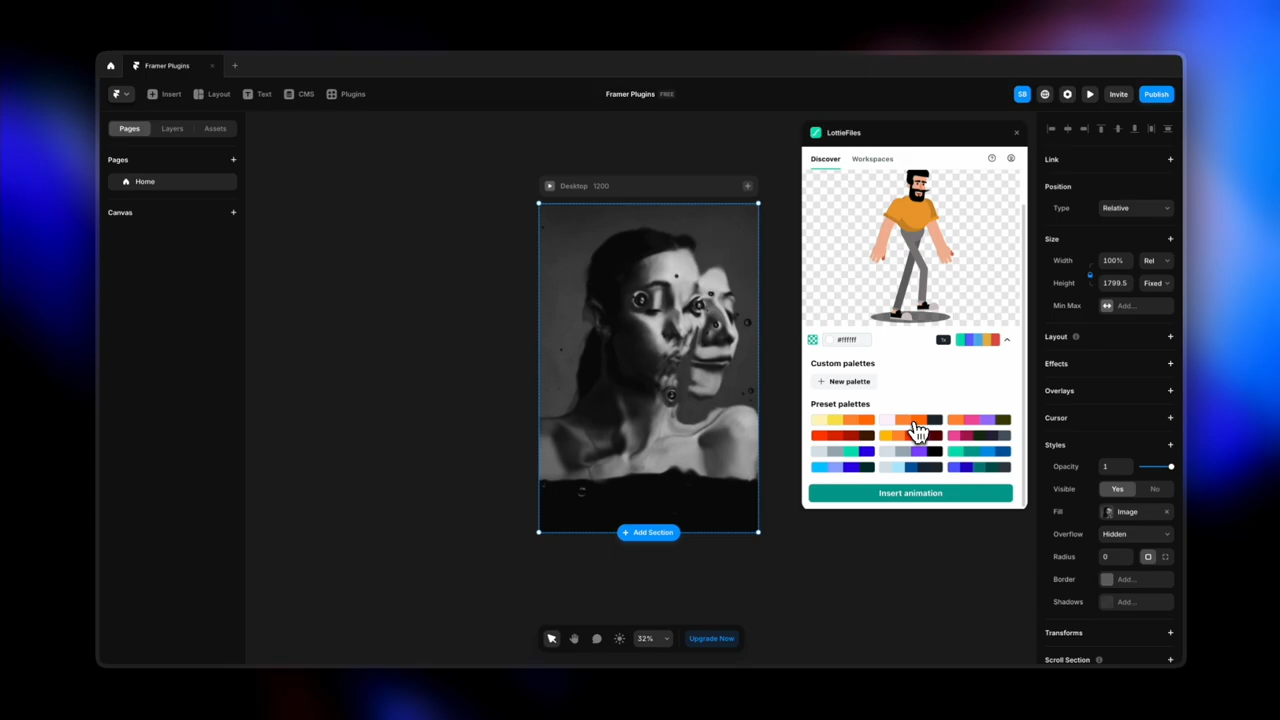 Framer Plugins
Insert
Layout
Text
CMS
Plugins
Framer Plugins FREE
SB
Invite
Publish
Pages
Layers
Assets
Pages
Home
Canvas
Desktop 1200
Add Section
32%
Upgrade Now
LottieFiles
Discover
Workspaces
#ffffff
1x
Custom palettes
New palette
Preset palettes
Insert animation
Link
Position
Type Relative
Size
Width 100% Rel
Height 1799.5 Fixed
Min Max Add...
Layout
Effects
Overlays
Cursor
Styles
Opacity 1
Visible Yes No
Fill Image
Overflow Hidden
Radius 0
Border Add...
Shadows Add...
Transforms
Scroll Section